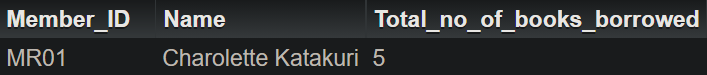 Member_ID Name Total_no_of_books_borrowed
MR01 Charolette Katakuri 5